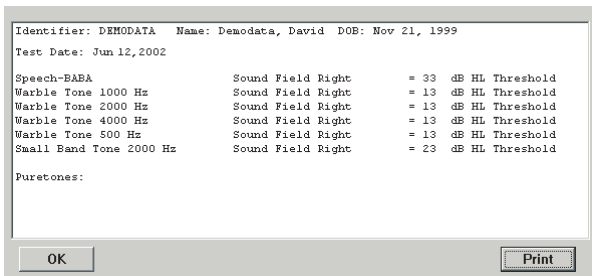 Identifier: DEMODATA Name: Demodata, David DOB: Nov 21, 1999
Test Date: Jun 12,2002
Speech-BABA Sound Field Right = 33 dB HL Threshold
Warble Tone 1000 Hz Sound Field Right = 13 dB HL Threshold
Warble Tone 2000 Hz Sound Field Right = 13 dB HL Threshold
Warble Tone 4000 Hz Sound Field Right = 13 dB HL Threshold
Warble Tone 500 Hz Sound Field Right = 13 dB HL Threshold
Small Band Tone 2000 Hz Sound Field Right = 23 dB HL Threshold
Puretones:
OK Print